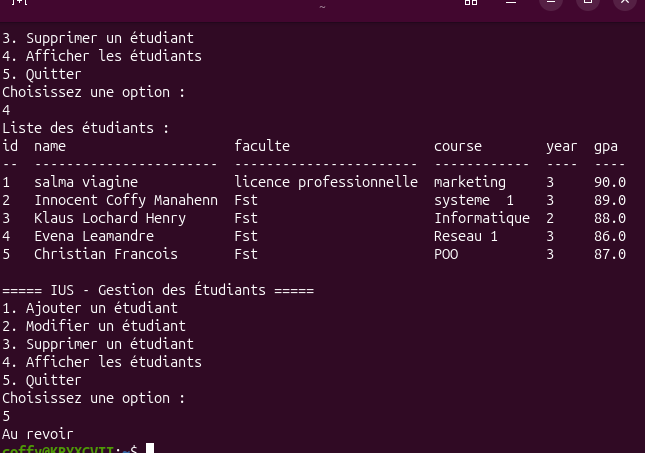 3. Supprimer un étudiant
4. Afficher les étudiants
5. Quitter
Choisissez une option :
4
Liste des étudiants :
id  name                     faculte                  course        year  gpa
--  -----------------------  -----------------------  ------------  ----  ----
1   salma viagine            licence professionnelle  marketing     3     90.0
2   Innocent Coffy Manahenn  Fst                      systeme  1    3     89.0
3   Klaus Lochard Henry      Fst                      Informatique  2     88.0
4   Evena Leamandre          Fst                      Reseau 1      3     86.0
5   Christian Francois       Fst                      POO           3     87.0
===== IUS - Gestion des Étudiants =====
1. Ajouter un étudiant
2. Modifier un étudiant
3. Supprimer un étudiant
4. Afficher les étudiants
5. Quitter
Choisissez une option :
5
Au revoir